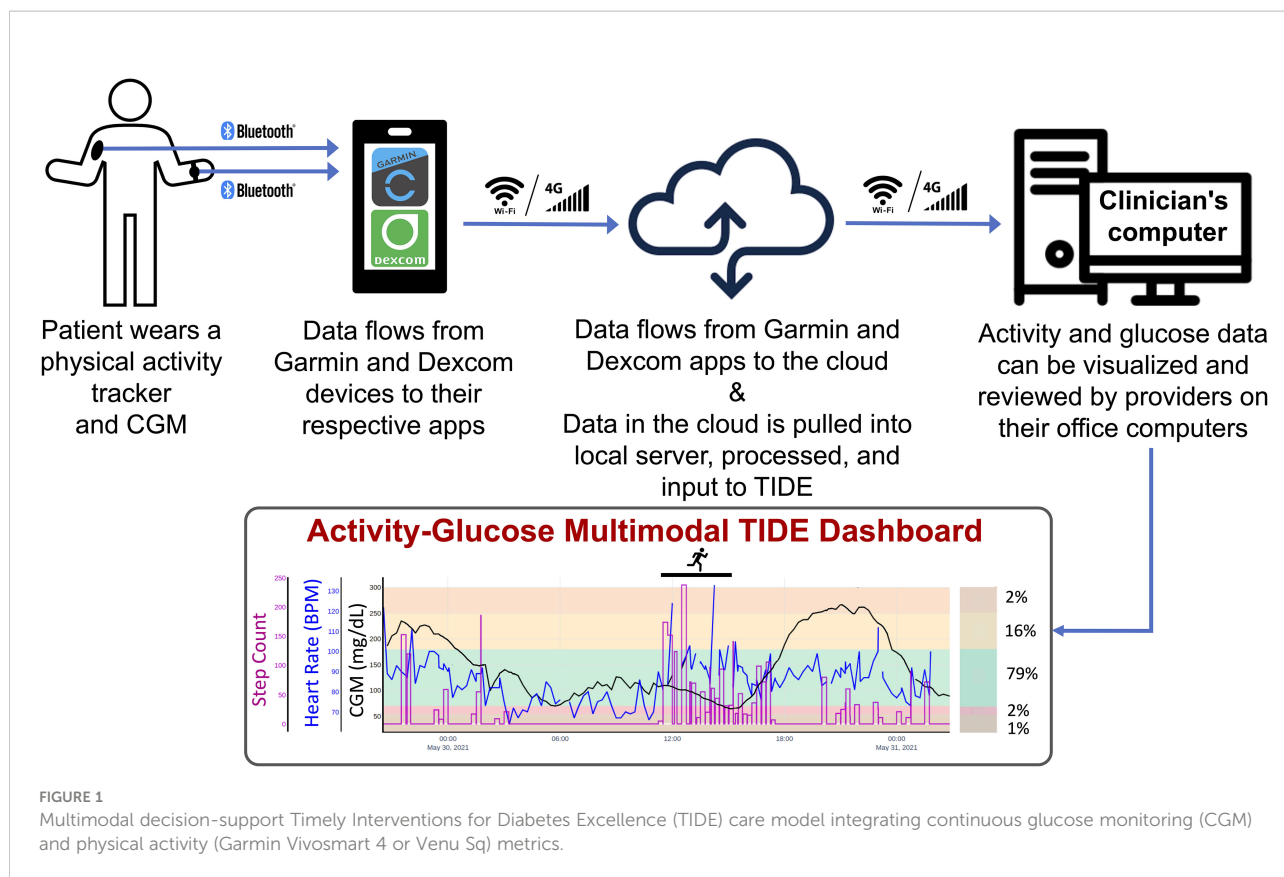 Bluetooth®
Bluetooth®
GARMIN
DEXCOM
Wi-Fi
4G
Wi-Fi
4G
Clinician's
computer
Patient wears a
physical activity
tracker
and CGM
Data flows from
Garmin and Dexcom
devices to their
respective apps
Data flows from Garmin and
Dexcom apps to the cloud
&
Data in the cloud is pulled into
local server, processed, and
input to TIDE
Activity and glucose data
can be visualized and
reviewed by providers on
their office computers
Activity-Glucose Multimodal TIDE Dashboard
Step Count
250
200
150
100
50
0
Heart Rate (BPM)
130
120
110
100
90
80
70
CGM (mg/dL)
300
250
200
150
100
50
00:00
May 30, 2021
06:00
12:00
18:00
00:00
May 31, 2021
2%
16%
79%
2%
1%
FIGURE 1
Multimodal decision-support Timely Interventions for Diabetes Excellence (TIDE) care model integrating continuous glucose monitoring (CGM)
and physical activity (Garmin Vivosmart 4 or Venu Sq) metrics.